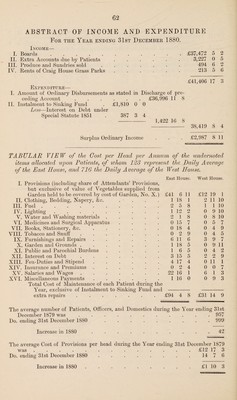 62
ABSTRACT OF INCOME AND EXPENDITURE
FOR THE YEAR ENDING 31ST DECEMBER 1880.
INCOME—
I. Boards . . . £37,472 5 2
II. Extra Accounts due by Patients . . . 3,227 0 5
III. Produce and Sundries sold . . . 494 6 2
IV. Rents of Craig House Grass Parks . . . 213 5 6
£41,406 17 3
EXPENDITURE—
I. Amount of Ordinary Disbursements as stated in Discharge of preceding Account . . . £36,996 11 8
II. Instalment to Sinking Fund £1,810 0 0
Less—Interest on Debt under Special Statute 1851 387 3 4
1,422 16 8
38,419 8 4
Surplus Ordinary Income £2,987 8 11
TABULAR VIEW of the Cost per Head per Annum of the undernoted
items allocated upon Patients, of whom 123 represent the Daily Average
of the East House, and 716 the Daily Average of the West House.
East House. West House.
I. Provisions (including share of Attendants' Provisions,
but exclusive of value of Vegetables supplied from
Garden held to be covered by cost of Garden, No. X.) £41 6 11 £12 19 1
II. Clothing, Bedding, Napery, &c. 1 18 1 2 11 10
III. Fuel 2 5 8 1 1 10
IV. Lighting 1 12 2 0 9 10
V. Water and Washing materials 2 1 8 0 8 10
VI. Medicines and Surgical Apparatus 0 15 7 0 5 7
VII. Books, Stationery, &c. 0 18 4 0 4 9
VIII. Tobacco and Snuff 0 2 9 0 4 5
IX. Furnishings and Repairs 6 11 6 3 9 7
X. Garden and Grounds 1 18 5 0 9 11
XI. Public and Parochial Burdens 1 6 5 0 4 5
XII. Interest on Debt 3 15 5 2 2 9
XIII. Feu-Duties and Stipend 4 17 4 0 11 1
XIV. Insurance and Premiums 0 2 4 0 0 7
XV. Salaries and Wages 22 16 1 6 1 3
XVI. Miscellaneous Payments 1 16 0 0 9 3
Total Cost of Maintenance of each Patient during the
Year, exclusive of Instalment to Sinking Fund and
extra repairs £94 4 8 £31 14 9
The average number of Patients, Officers, and Domestics during the Year ending 31st
December 1879 was 957
Do. ending 31st December 1880 999
Increase in 1880 42
The average Cost of Provisions per head during the Year ending 31st December 1879
was £12 17 3
Do. ending 31st December 1880 14 7 6
Increase in 1880 £1 10 3